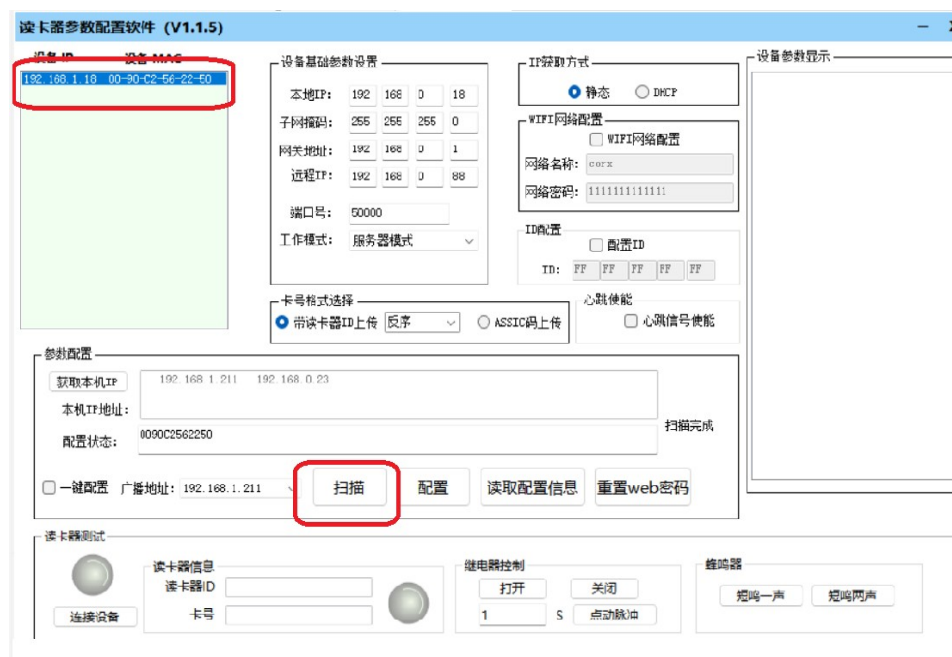 读卡器参数配置软件 (V1.1.5)
设备 IP 设备 MAC
192.168.1.18 00-90-C2-56-22-50
设备基础参数设置
本地IP: 192 168 0 18
子网掩码: 255 255 255 0
网关地址: 192 168 0 1
远程IP: 192 168 0 88
端口号: 50000
工作模式: 服务器模式
IP获取方式
静态 DHCP
WIFI网络配置
WIFI网络配置
网络名称: corx
网络密码: 1111111111111
ID配置
配置ID
ID: FF FF FF FF FF
设备参数显示
卡号格式选择
带读卡器ID上传 反序 ASSIC码上传
心跳使能
心跳信号使能
参数配置
获取本机IP 192.168.1.211 192.168.0.23
本机IP地址:
配置状态: 0090C2562250
扫描完成
一键配置 广播地址: 192.168.1.211 扫描 配置 读取配置信息 重置web密码
读卡器测试
连接设备
读卡器信息
读卡器ID
卡号
继电器控制
打开 关闭
1 S 点动脉冲
蜂鸣器
短鸣一声 短鸣两声